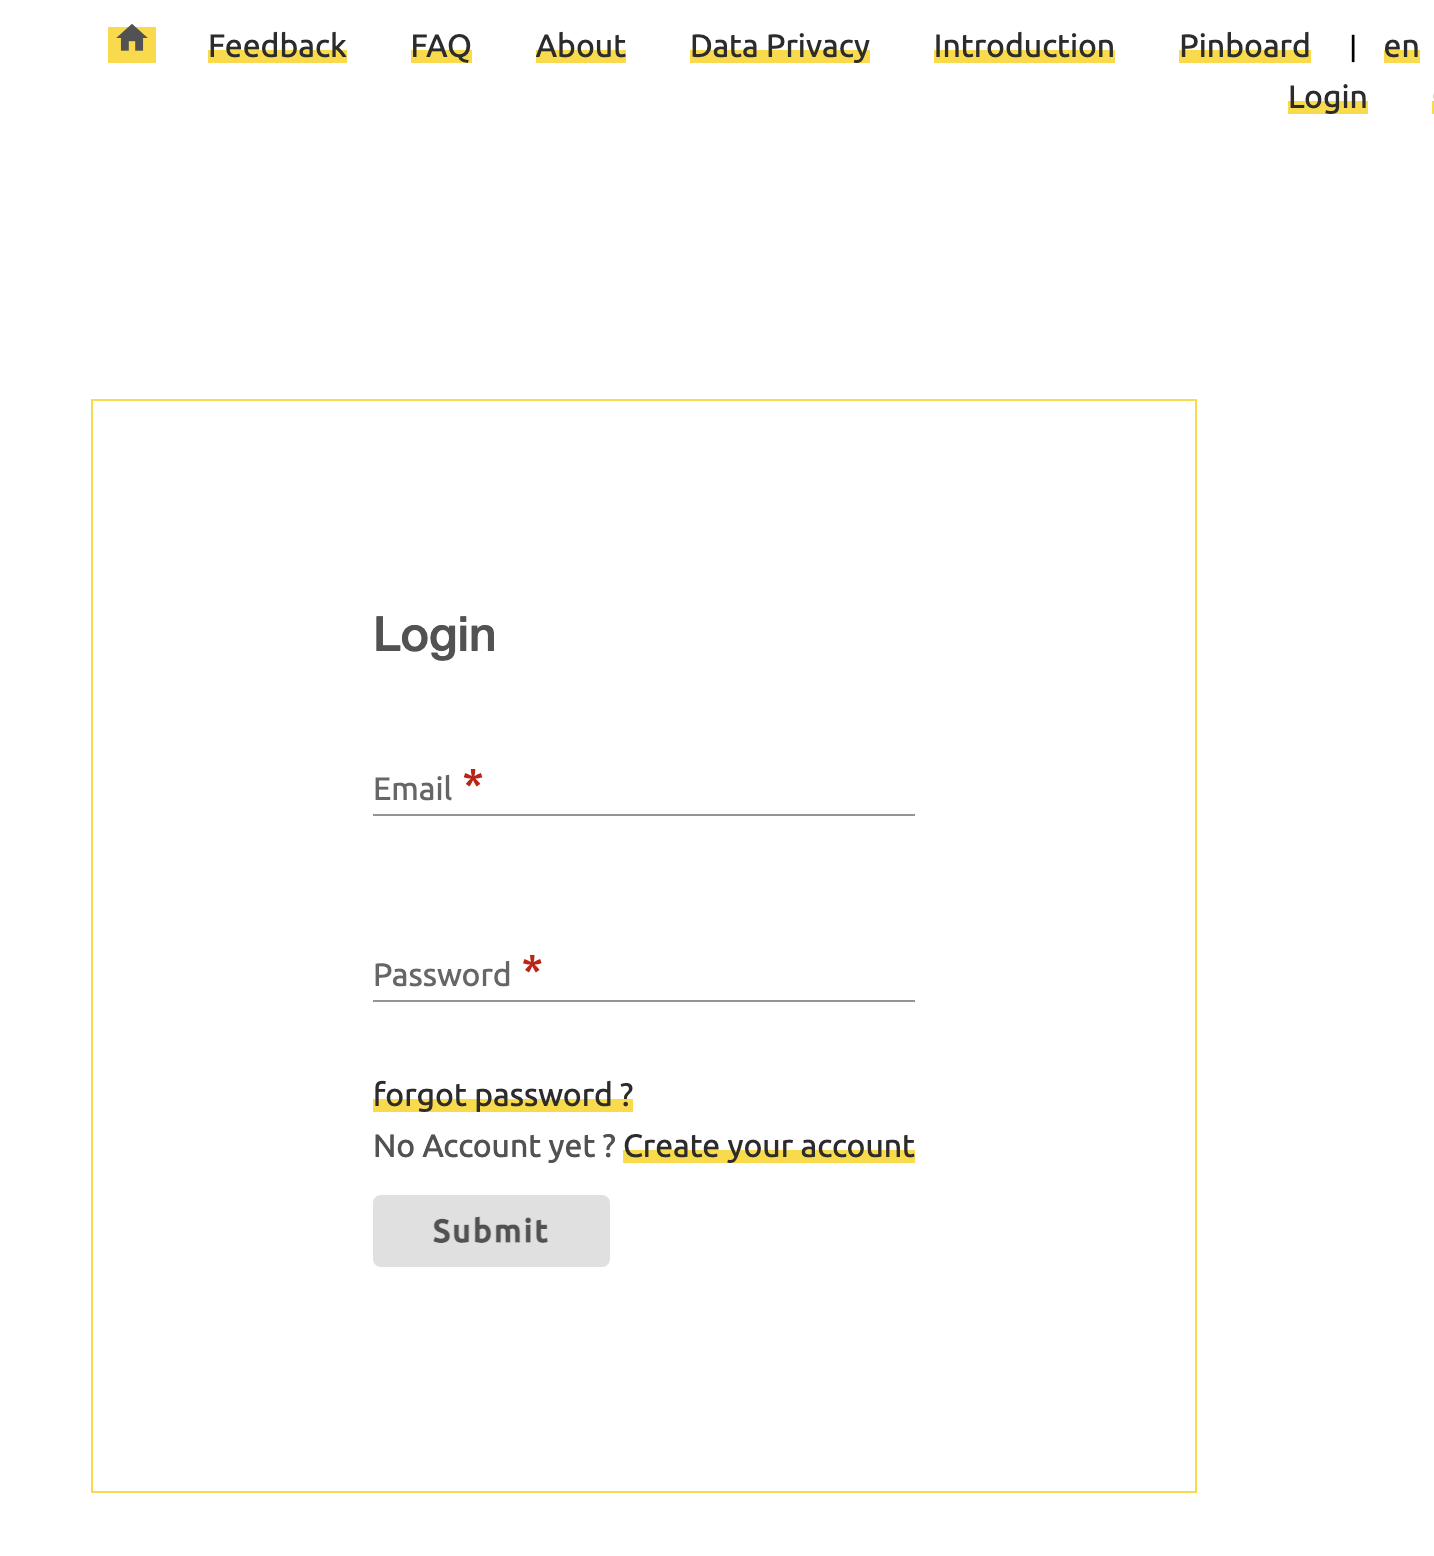 Feedback FAQ About Data Privacy Introduction Pinboard | en
Login
Login
Email *
Password *
forgot password ?
No Account yet ? Create your account
Submit